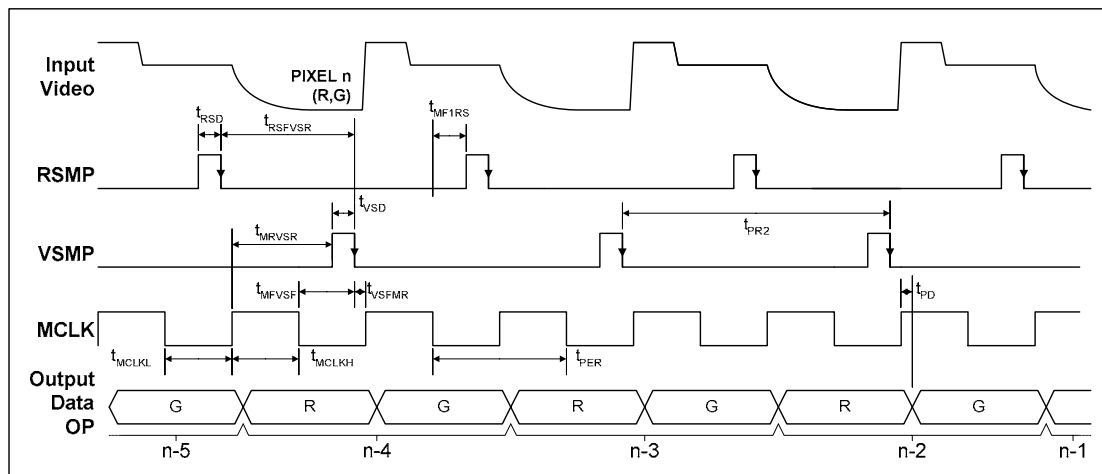 Input
Video
PIXEL n
(R,G)
tRSD
tRSFVSR
tMF1RS
RSMP
tVSD
tMRVSR
tPR2
VSMP
tMFVSF
tVSFMR
tPD
MCLK
tMCLKL
tMCLKH
tPER
Output
Data
OP
G R G R G R G
n-5 n-4 n-3 n-2 n-1